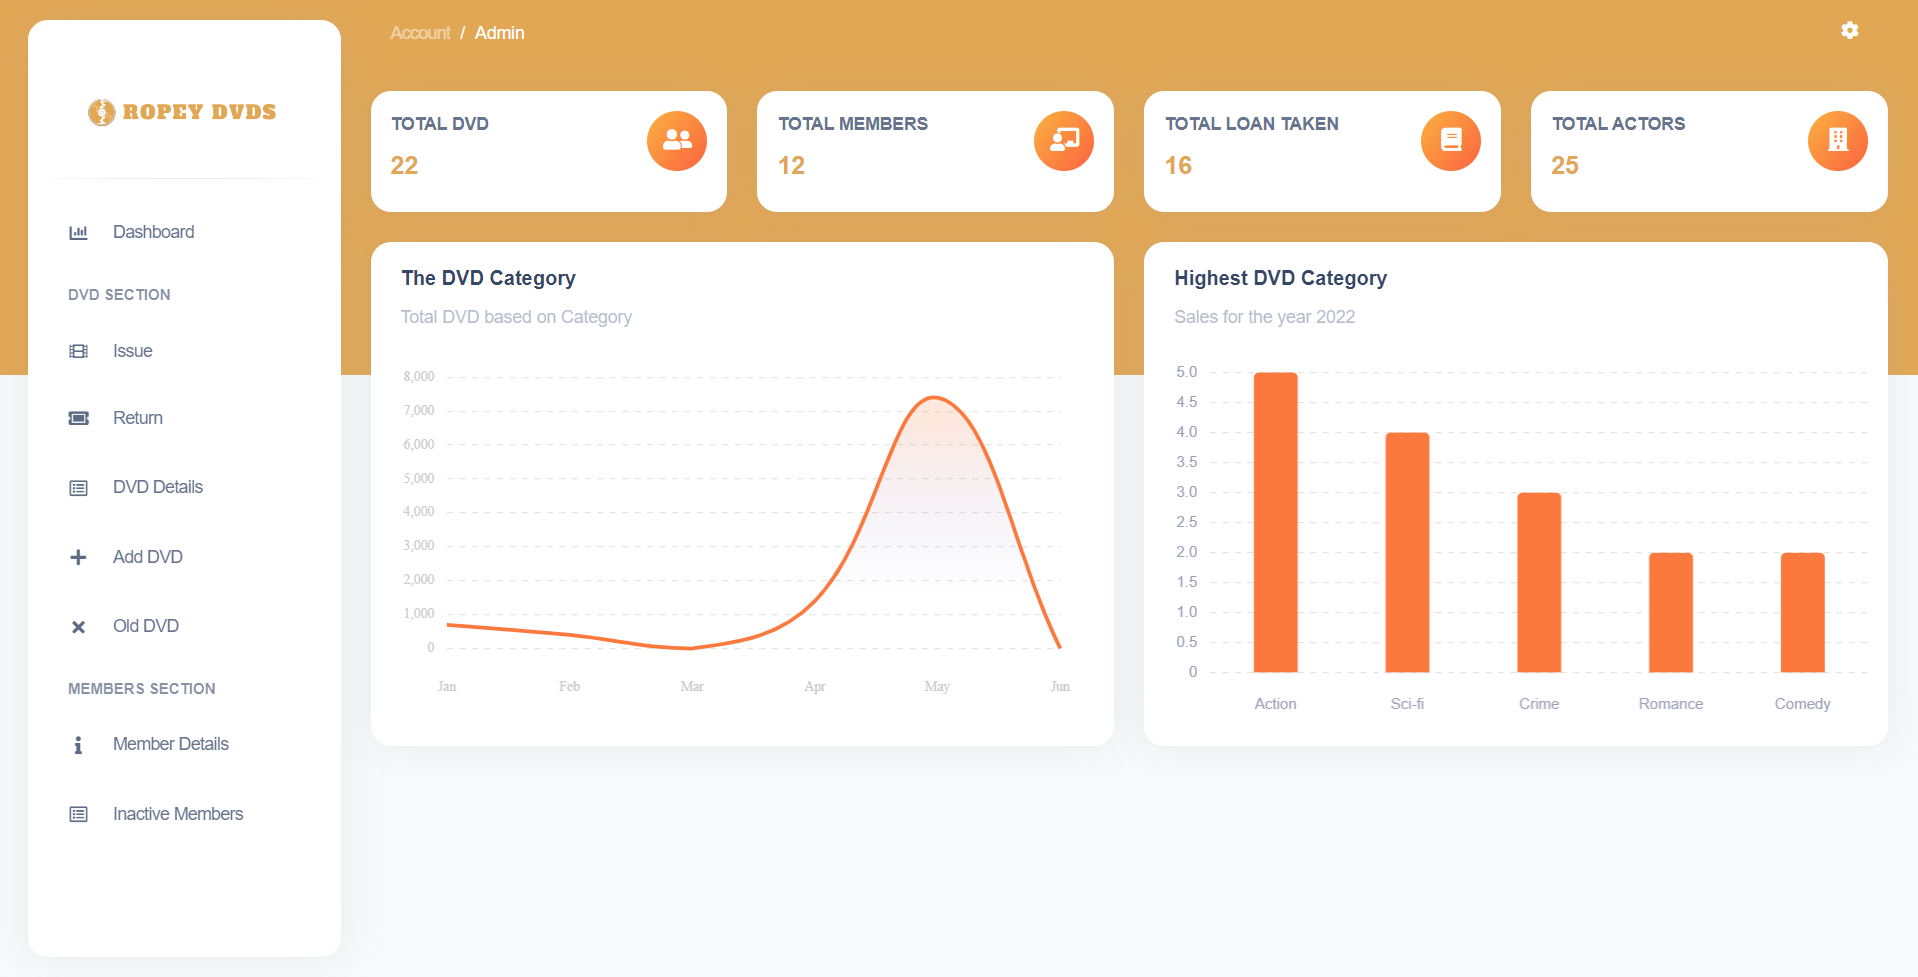 ROPEY DVDS
Dashboard
DVD SECTION
Issue
Return
DVD Details
Add DVD
Old DVD
MEMBERS SECTION
Member Details
Inactive Members
Account / Admin
TOTAL DVD
22
TOTAL MEMBERS
12
TOTAL LOAN TAKEN
16
TOTAL ACTORS
25
The DVD Category
Total DVD based on Category
8,000
7,000
6,000
5,000
4,000
3,000
2,000
1,000
0
Jan Feb Mar Apr May Jun
Highest DVD Category
Sales for the year 2022
5.0
4.5
4.0
3.5
3.0
2.5
2.0
1.5
1.0
0.5
0
Action Sci-fi Crime Romance Comedy